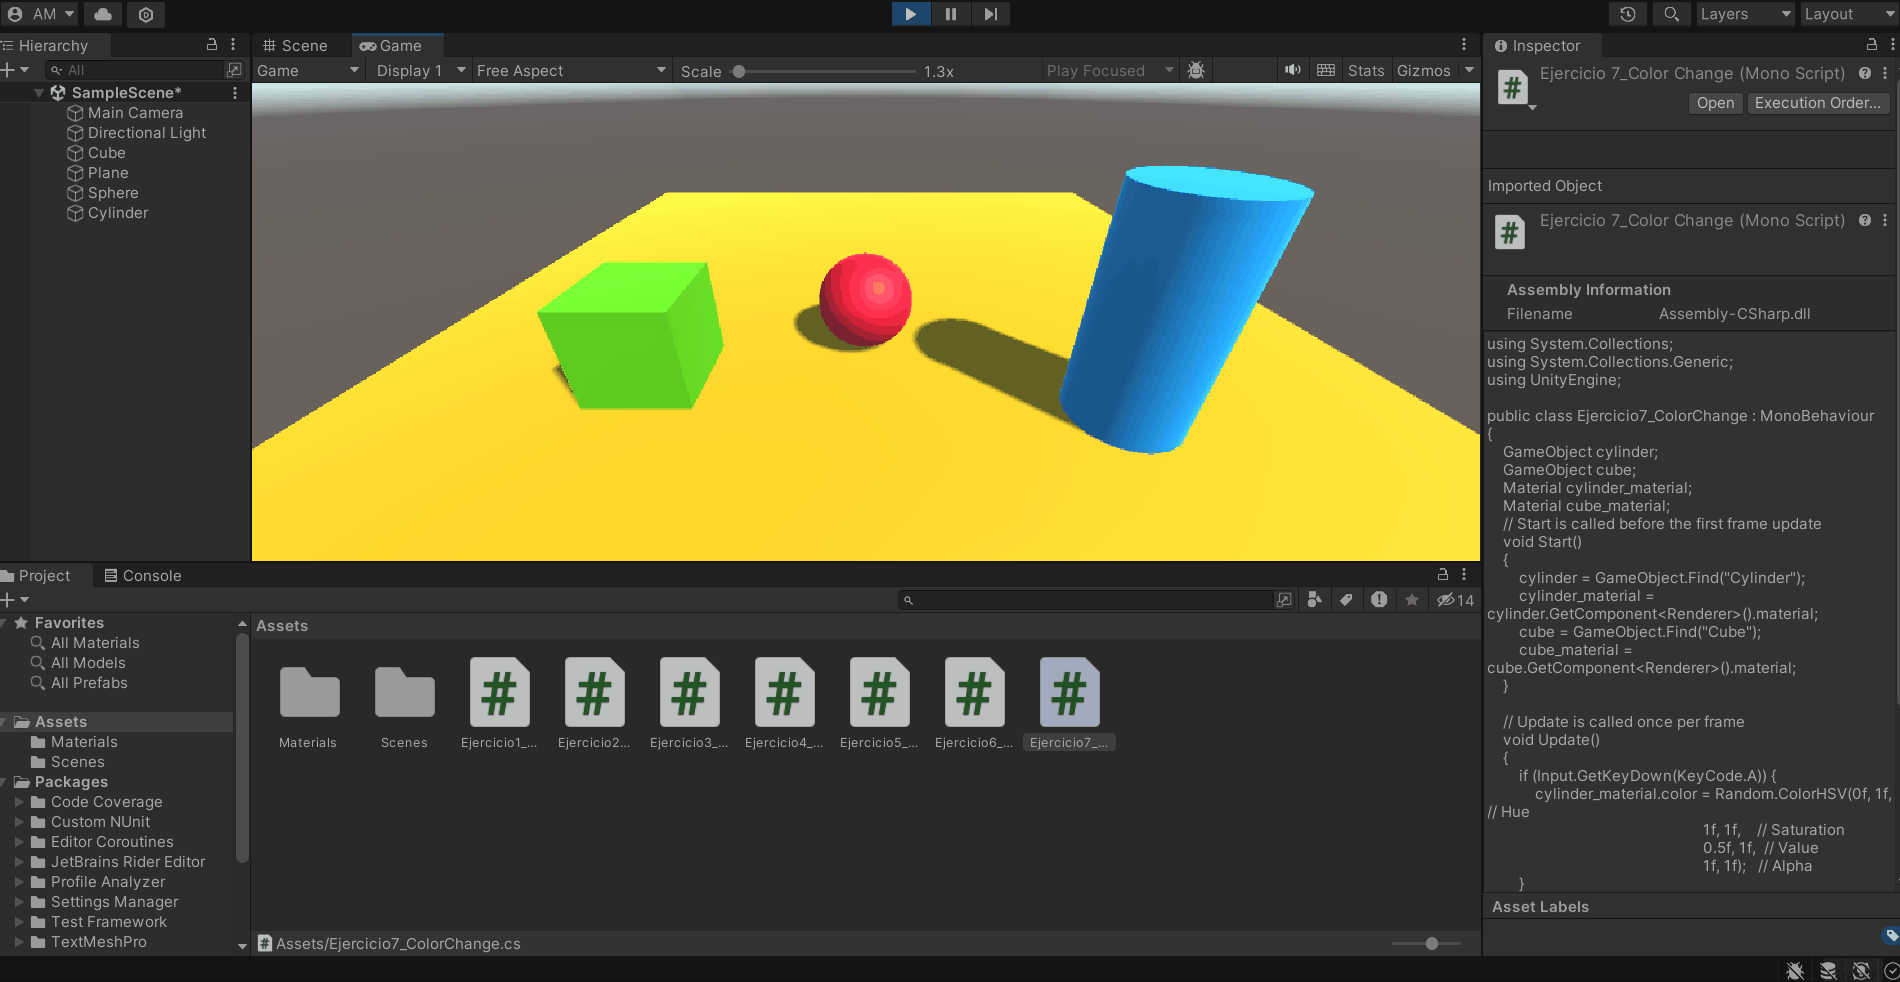 AM
Layers
Layout
Hierarchy
All
SampleScene*
Main Camera
Directional Light
Cube
Plane
Sphere
Cylinder
Scene
Game
Game
Display 1
Free Aspect
Scale
1.3x
Play Focused
Stats
Gizmos
Inspector
Ejercicio 7_Color Change (Mono Script)
Open
Execution Order...
Imported Object
Ejercicio 7_Color Change (Mono Script)
Assembly Information
Filename
Assembly-CSharp.dll
using System.Collections;
using System.Collections.Generic;
using UnityEngine;
public class Ejercicio7_ColorChange : MonoBehaviour
{
GameObject cylinder;
GameObject cube;
Material cylinder_material;
Material cube_material;
// Start is called before the first frame update
void Start()
{
cylinder = GameObject.Find("Cylinder");
cylinder_material =
cylinder.GetComponent<Renderer>().material;
cube = GameObject.Find("Cube");
cube_material =
cube.GetComponent<Renderer>().material;
}
// Update is called once per frame
void Update()
{
if (Input.GetKeyDown(KeyCode.A)) {
cylinder_material.color = Random.ColorHSV(0f, 1f,
// Hue
1f, 1f, // Saturation
0.5f, 1f, // Value
1f, 1f); // Alpha
}
Asset Labels
Project
Console
14
Favorites
All Materials
All Models
All Prefabs
Assets
Materials
Scenes
Packages
Code Coverage
Custom NUnit
Editor Coroutines
JetBrains Rider Editor
Profile Analyzer
Settings Manager
Test Framework
TextMeshPro
Assets
Materials
Scenes
Ejercicio1_...
Ejercicio2...
Ejercicio3_...
Ejercicio4_...
Ejercicio5_...
Ejercicio6_...
Ejercicio7_...
Assets/Ejercicio7_ColorChange.cs